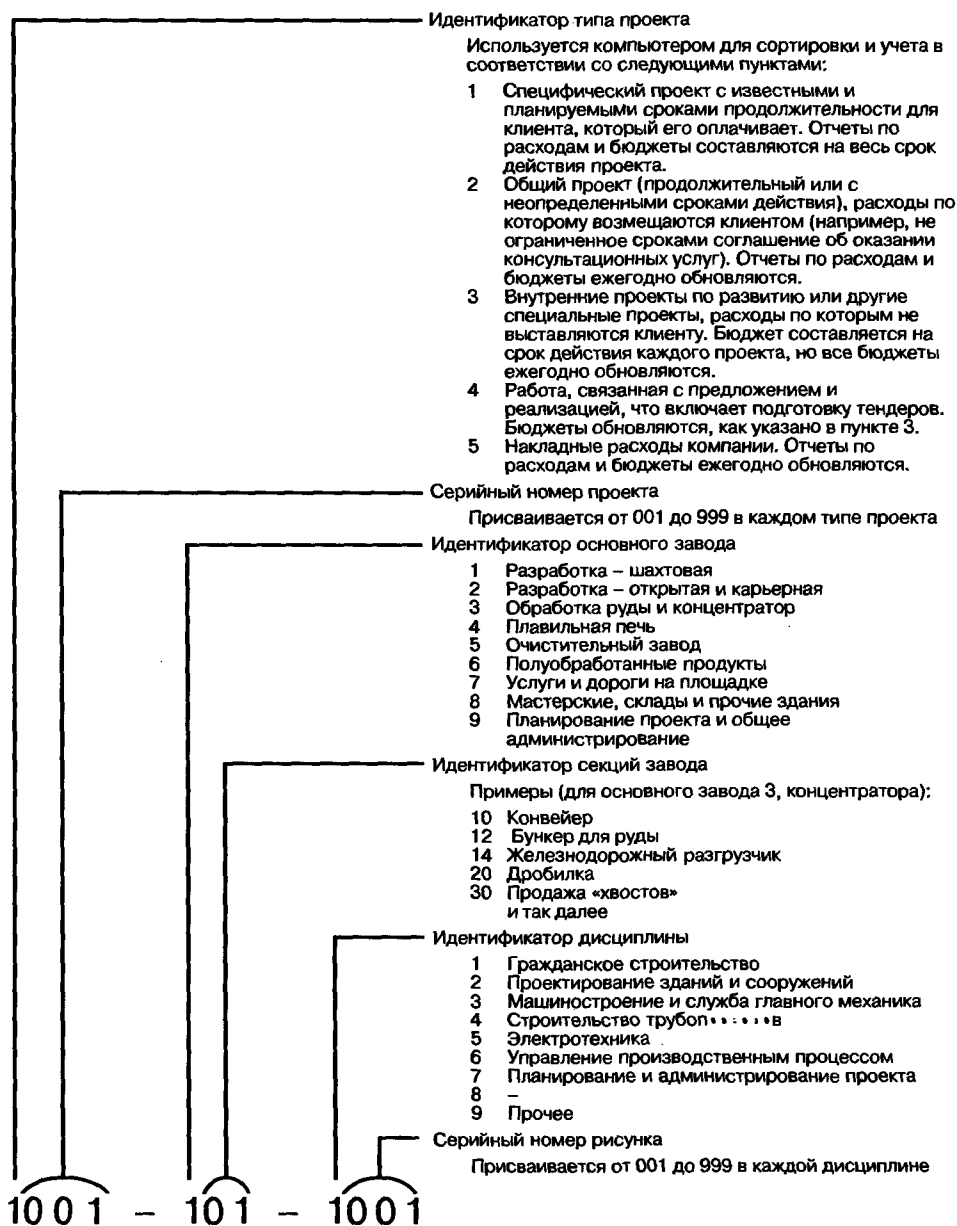 Идентификатор типа проекта
Используется компьютером для сортировки и учета в
соответствии со следующими пунктами:
1 Специфический проект с известными и
планируемыми сроками продолжительности для
клиента, который его оплачивает. Отчеты по
расходам и бюджеты составляются на весь срок
действия проекта.
2 Общий проект (продолжительный или с
неопределенными сроками действия), расходы по
которому возмещаются клиентом (например, не
ограниченное сроками соглашение об оказании
консультационных услуг). Отчеты по расходам и
бюджеты ежегодно обновляются.
3 Внутренние проекты по развитию или другие
специальные проекты, расходы по которым не
выставляются клиенту. Бюджет составляется на
срок действия каждого проекта, но все бюджеты
ежегодно обновляются.
4 Работа, связанная с предложением и
реализацией, что включает подготовку тендеров.
Бюджеты обновляются, как указано в пункте 3.
5 Накладные расходы компании. Отчеты по
расходам и бюджеты ежегодно обновляются.
Серийный номер проекта
Присваивается от 001 до 999 в каждом типе проекта
Идентификатор основного завода
1 Разработка – шахтовая
2 Разработка – открытая и карьерная
3 Обработка руды и концентратор
4 Плавильная печь
5 Очистительный завод
6 Полуобработанные продукты
7 Услуги и дороги на площадке
8 Мастерские, склады и прочие здания
9 Планирование проекта и общее
администрирование
Идентификатор секций завода
Примеры (для основного завода 3, концентратора):
10 Конвейер
12 Бункер для руды
14 Железнодорожный разгрузчик
20 Дробилка
30 Продажа «хвостов»
и так далее
Идентификатор дисциплины
1 Гражданское строительство
2 Проектирование зданий и сооружений
3 Машиностроение и служба главного механика
4 Строительство
5 Электротехника
6 Управление производственным процессом
7 Планирование и администрирование проекта
8 –
9 Прочее
Серийный номер рисунка
Присваивается от 001 до 999 в каждой дисциплине
1001 – 101 – 1001